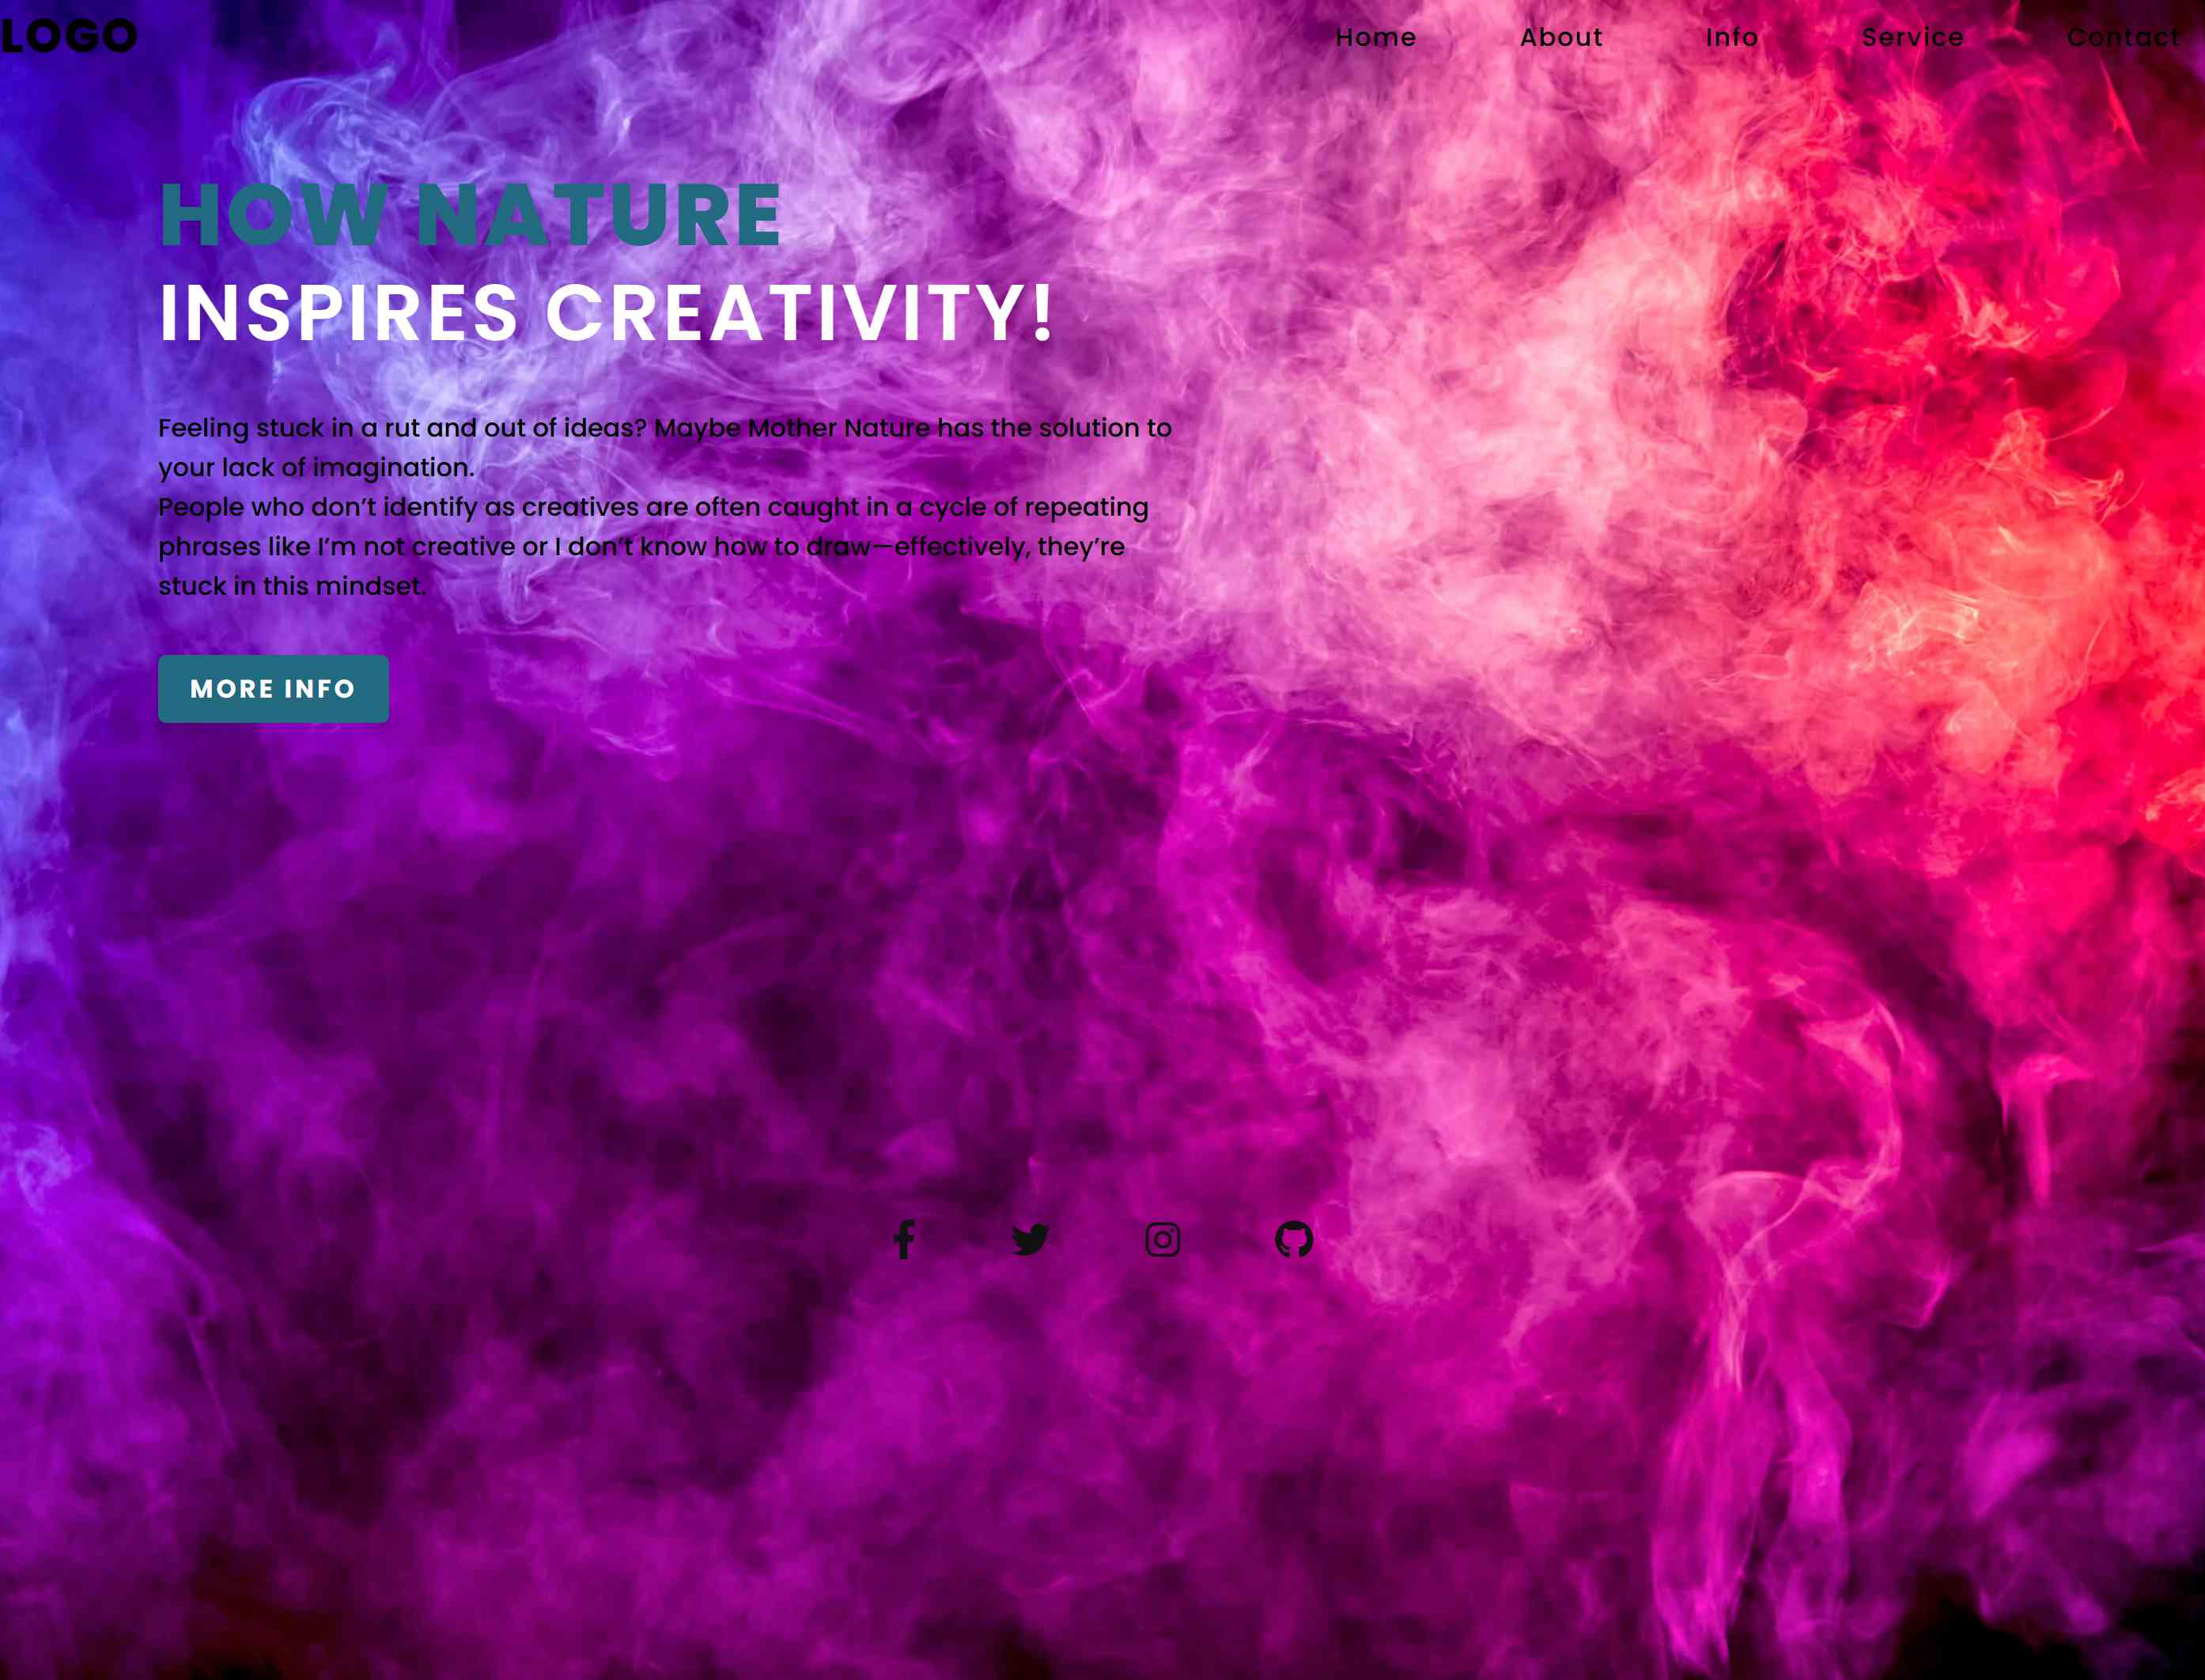 LOGO
Home About Info Service Contact
HOW NATURE
INSPIRES CREATIVITY!
Feeling stuck in a rut and out of ideas? Maybe Mother Nature has the solution to
your lack of imagination.
People who don’t identify as creatives are often caught in a cycle of repeating
phrases like I’m not creative or I don’t know how to draw—effectively, they’re
stuck in this mindset.
MORE INFO